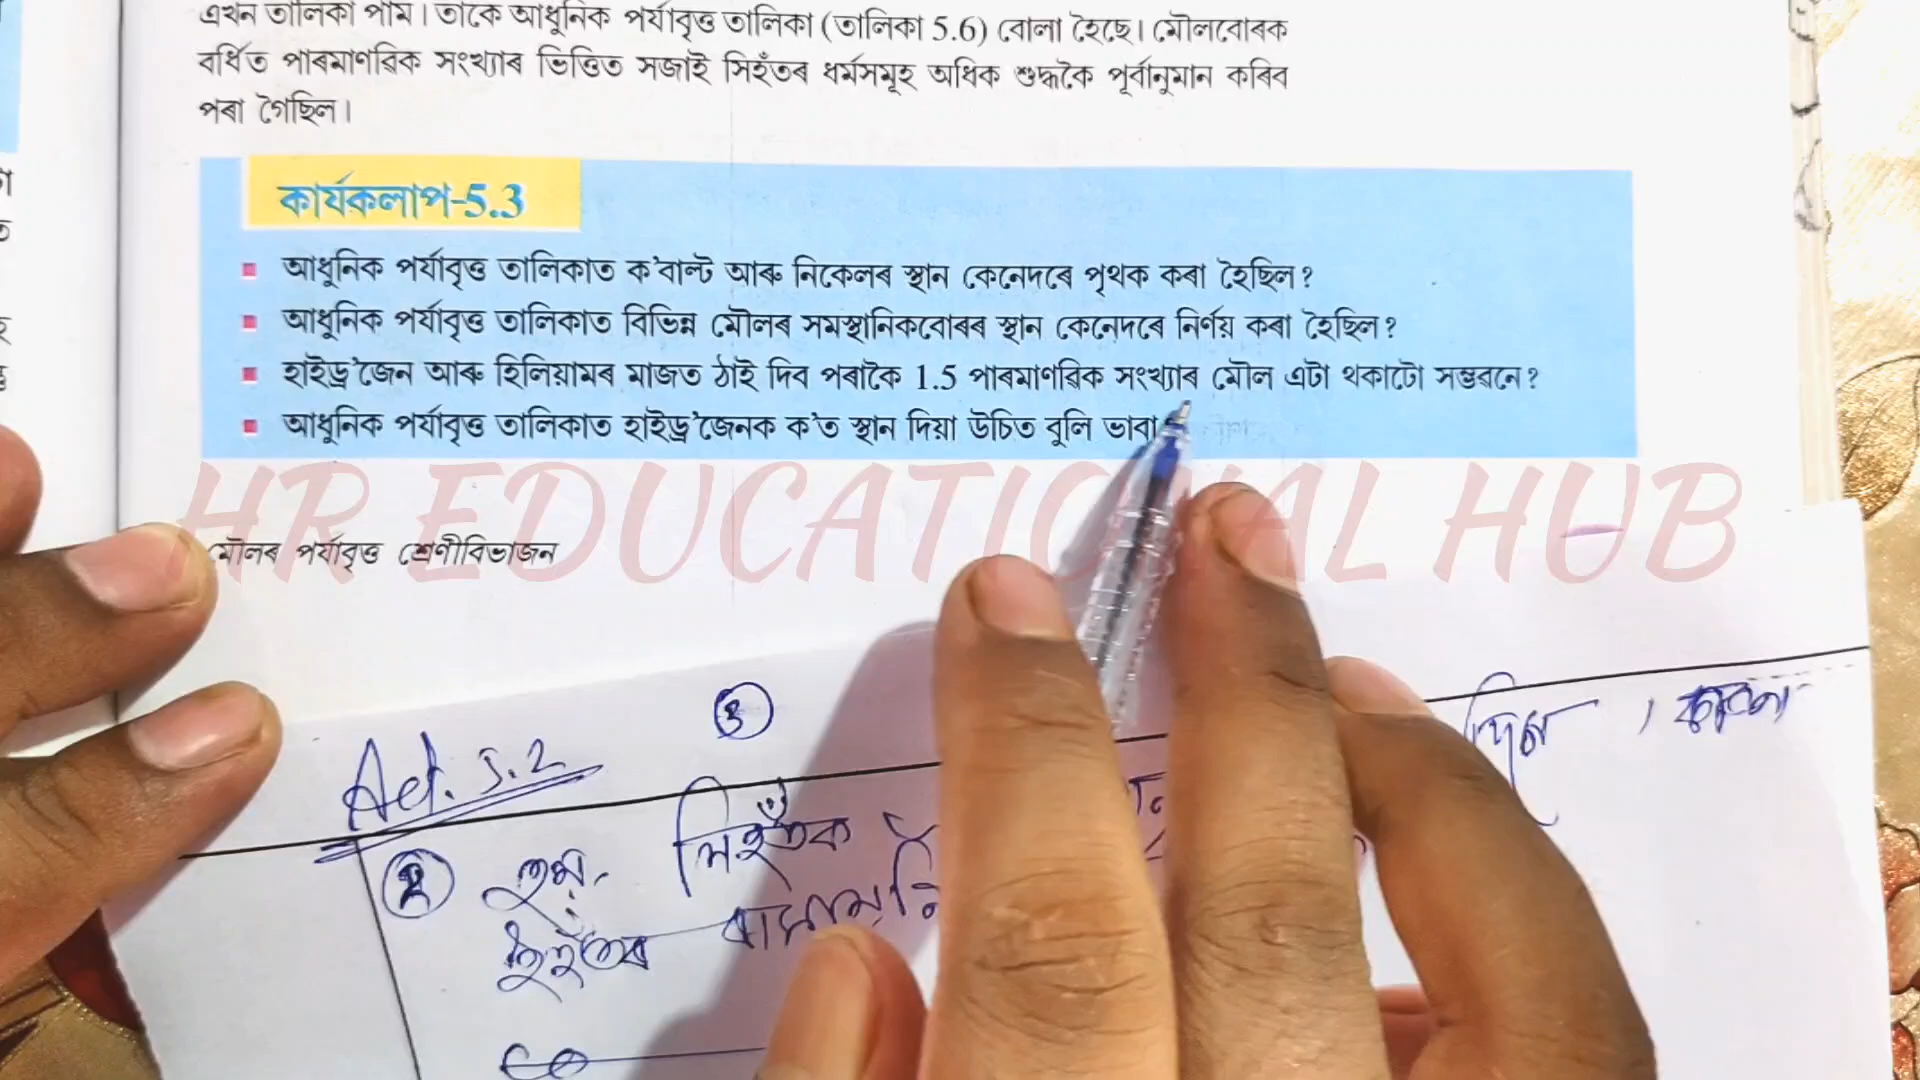 এখন তালিকা পাম। তাকে আধুনিক পৰ্যাবৃত্ত তালিকা (তালিকা 5.6) বোলা হৈছে। মৌলবোৰক
বৰ্ধিত পাৰমাণৱিক সংখ্যাৰ ভিত্তিত সজাই সিহঁতৰ ধৰ্মসমূহ অধিক শুদ্ধকৈ পূৰ্বানুমান কৰিব
পৰা গৈছিল।
কাৰ্যকলাপ-5.3
আধুনিক পৰ্যাবৃত্ত তালিকাত ক'বাল্ট আৰু নিকেলৰ স্থান কেনেদৰে পৃথক কৰা হৈছিল?
আধুনিক পৰ্যাবৃত্ত তালিকাত বিভিন্ন মৌলৰ সমস্থানিকবোৰৰ স্থান কেনেদৰে নিৰ্ণয় কৰা হৈছিল?
হাইড্ৰ'জেন আৰু হিলিয়ামৰ মাজত ঠাই দিব পৰাকৈ 1.5 পাৰমাণৱিক সংখ্যাৰ মৌল এটা থকাটো সম্ভৱনে?
আধুনিক পৰ্যাবৃত্ত তালিকাত হাইড্ৰ'জেনক ক'ত স্থান দিয়া উচিত বুলি ভাবা
HR EDUCATIONAL HUB
মৌলৰ পৰ্যাবৃত্ত শ্ৰেণীবিভাজন
3
Act. 5.2
2
সিহঁতক